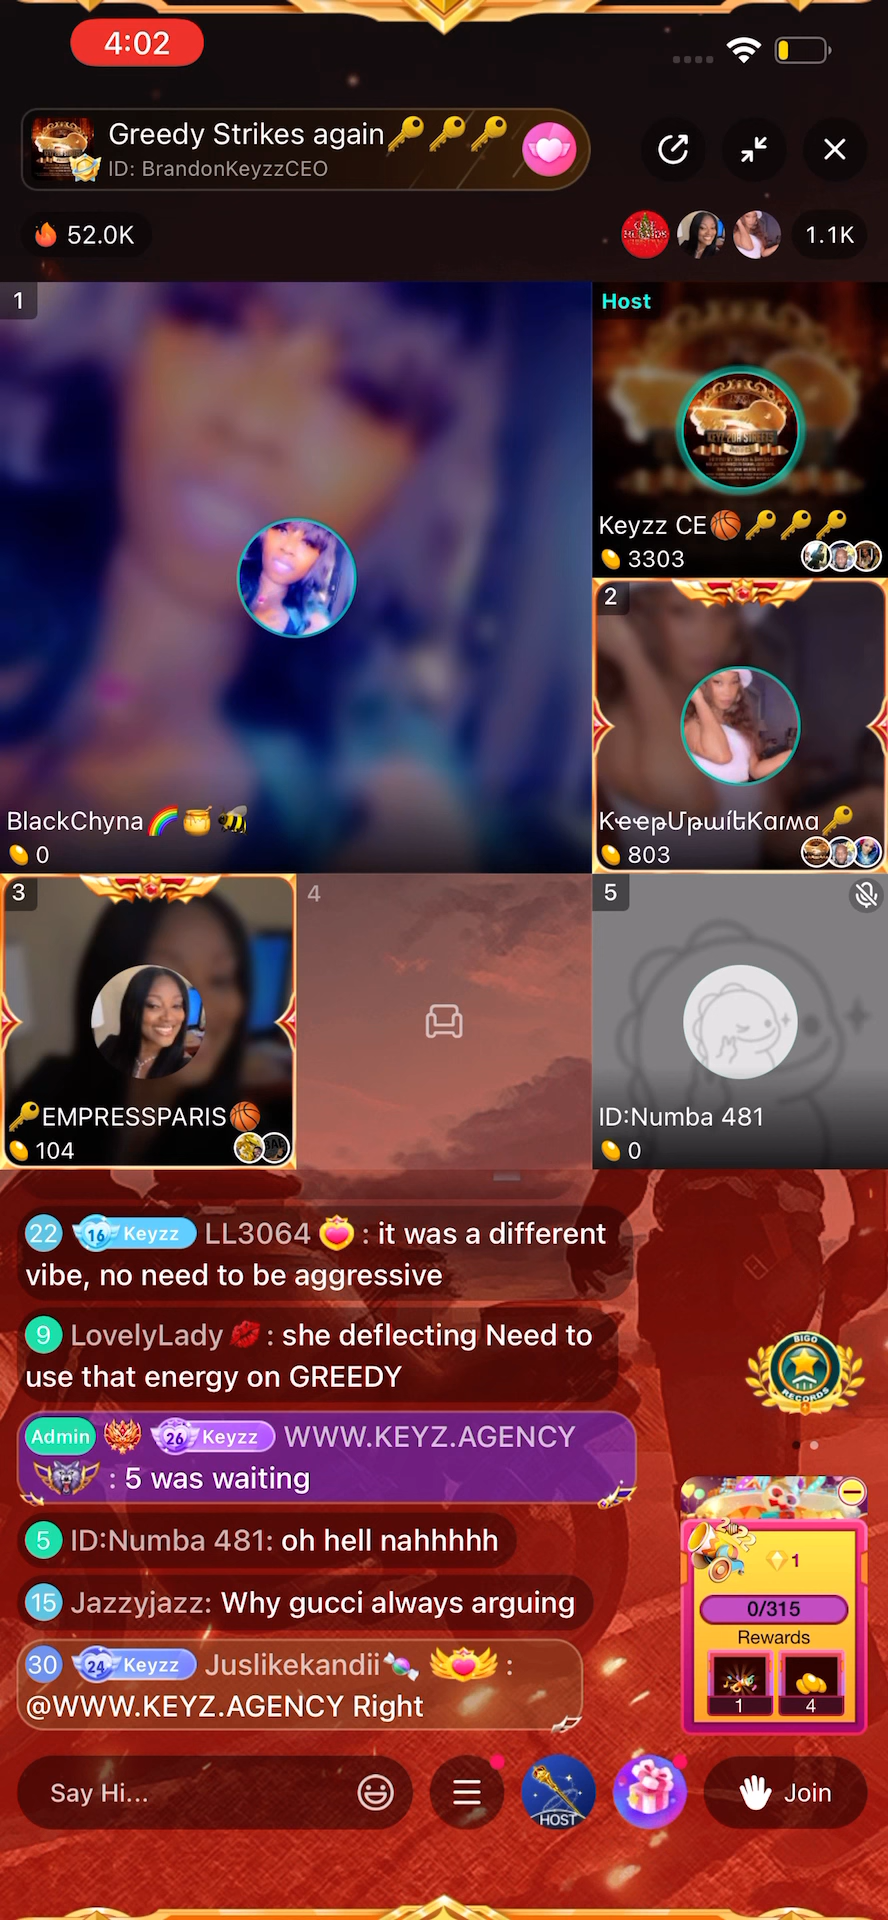 4:02
Greedy Strikes again🔑🔑🔑
ID: BrandonKeyzzCEO
52.0K
1.1K
1
Host
Keyzz CE🏀🔑🔑🔑
3303
2
BlackChyna🌈🍯🐝
0
KҽҽρUρɯíեKαɾʍα🔑
803
3
4
5
🔑EMPRESSPARIS🏀
104
ID:Numba 481
0
22 16 Keyzz LL3064 : it was a different
vibe, no need to be aggressive
9 LovelyLady💋: she deflecting Need to
use that energy on GREEDY
BIGO
RECORDS
Admin 26 Keyzz WWW.KEYZ.AGENCY
: 5 was waiting
5 ID:Numba 481: oh hell nahhhhh
2022
1
15 Jazzyjazz: Why gucci always arguing
0/315
Rewards
30 24 Keyzz Juslikekandii🍬 :
@WWW.KEYZ.AGENCY Right
1
4
Say Hi...
HOST
Join